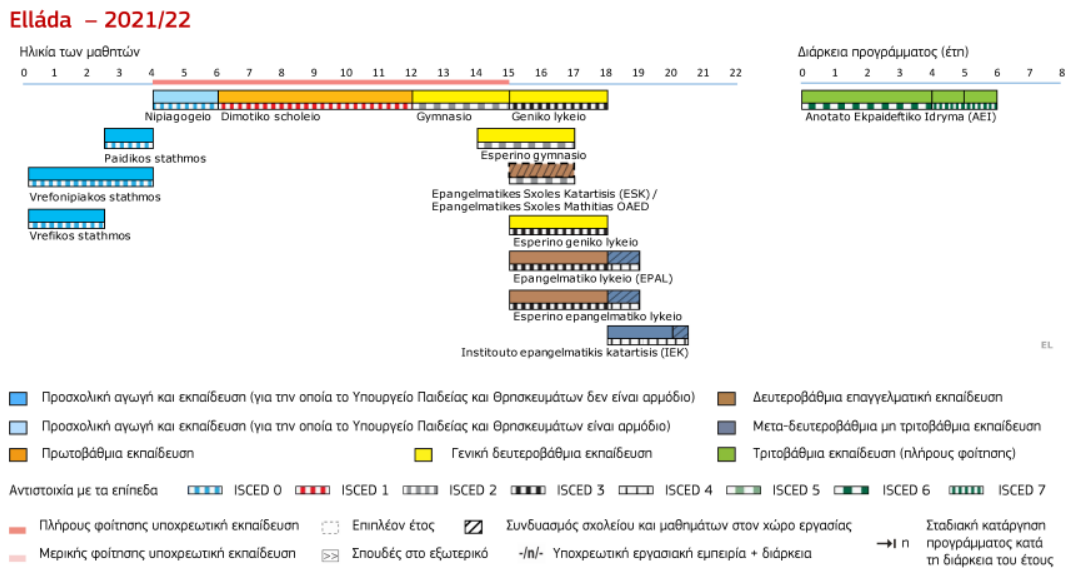 Elláda – 2021/22
Ηλικία των μαθητών
Διάρκεια προγράμματος (έτη)
0 1 2 3 4 5 6 7 8 9 10 11 12 13 14 15 16 17 18 19 20 21 22
0 1 2 3 4 5 6 7 8
Nipiagogeio Dimotiko scholeio Gymnasio Geniko lykeio
Anotato Ekpaideftiko Idryma (AEI)
Paidikos stathmos
Esperino gymnasio
Vrefonipiakos stathmos
Epangelmatikes Sxoles Katartisis (ESK) /
Epangelmatikes Sxoles Mathitias OAED
Vrefikos stathmos
Esperino geniko lykeio
Epangelmatiko lykeio (EPAL)
Esperino epangelmatiko lykeio
Institouto epangelmatikis katartisis (IEK)
EL
Προσχολική αγωγή και εκπαίδευση (για την οποία το Υπουργείο Παιδείας και Θρησκευμάτων δεν είναι αρμόδιο)
Δευτεροβάθμια επαγγελματική εκπαίδευση
Προσχολική αγωγή και εκπαίδευση (για την οποία το Υπουργείο Παιδείας και Θρησκευμάτων είναι αρμόδιο)
Μετα-δευτεροβάθμια μη τριτοβάθμια εκπαίδευση
Πρωτοβάθμια εκπαίδευση
Γενική δευτεροβάθμια εκπαίδευση
Τριτοβάθμια εκπαίδευση (πλήρους φοίτησης)
Αντιστοιχία με τα επίπεδα ISCED 0 ISCED 1 ISCED 2 ISCED 3 ISCED 4 ISCED 5 ISCED 6 ISCED 7
Πλήρους φοίτησης υποχρεωτική εκπαίδευση
Επιπλέον έτος
Συνδυασμός σχολείου και μαθημάτων στον χώρο εργασίας
Μερικής φοίτησης υποχρεωτική εκπαίδευση
>> Σπουδές στο εξωτερικό
-/n/- Υποχρεωτική εργασιακή εμπειρία + διάρκεια
n Σταδιακή κατάργηση
προγράμματος κατά
τη διάρκεια του έτους